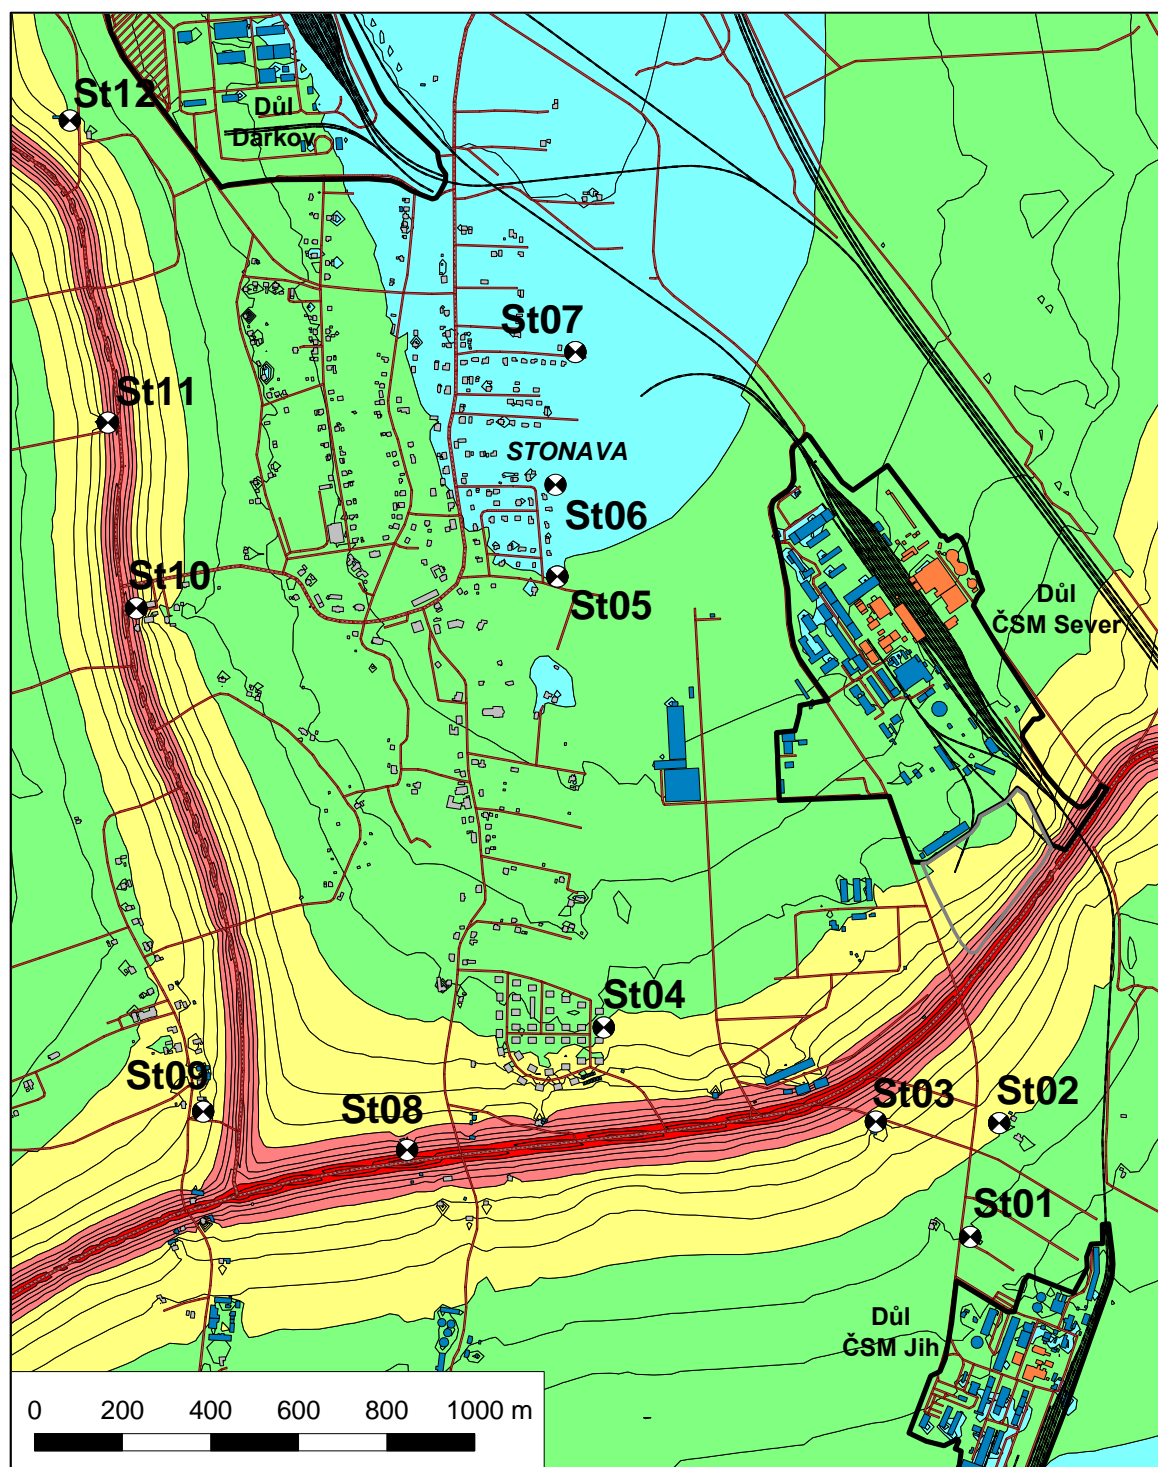 St12
Důl
Darkov
St07
St11
STONAVA
St06
St10
St05
Důl
ČSM Sever
St04
St09
St08
St03
St02
St01
Důl
ČSM Jih
0 200 400 600 800 1000 m